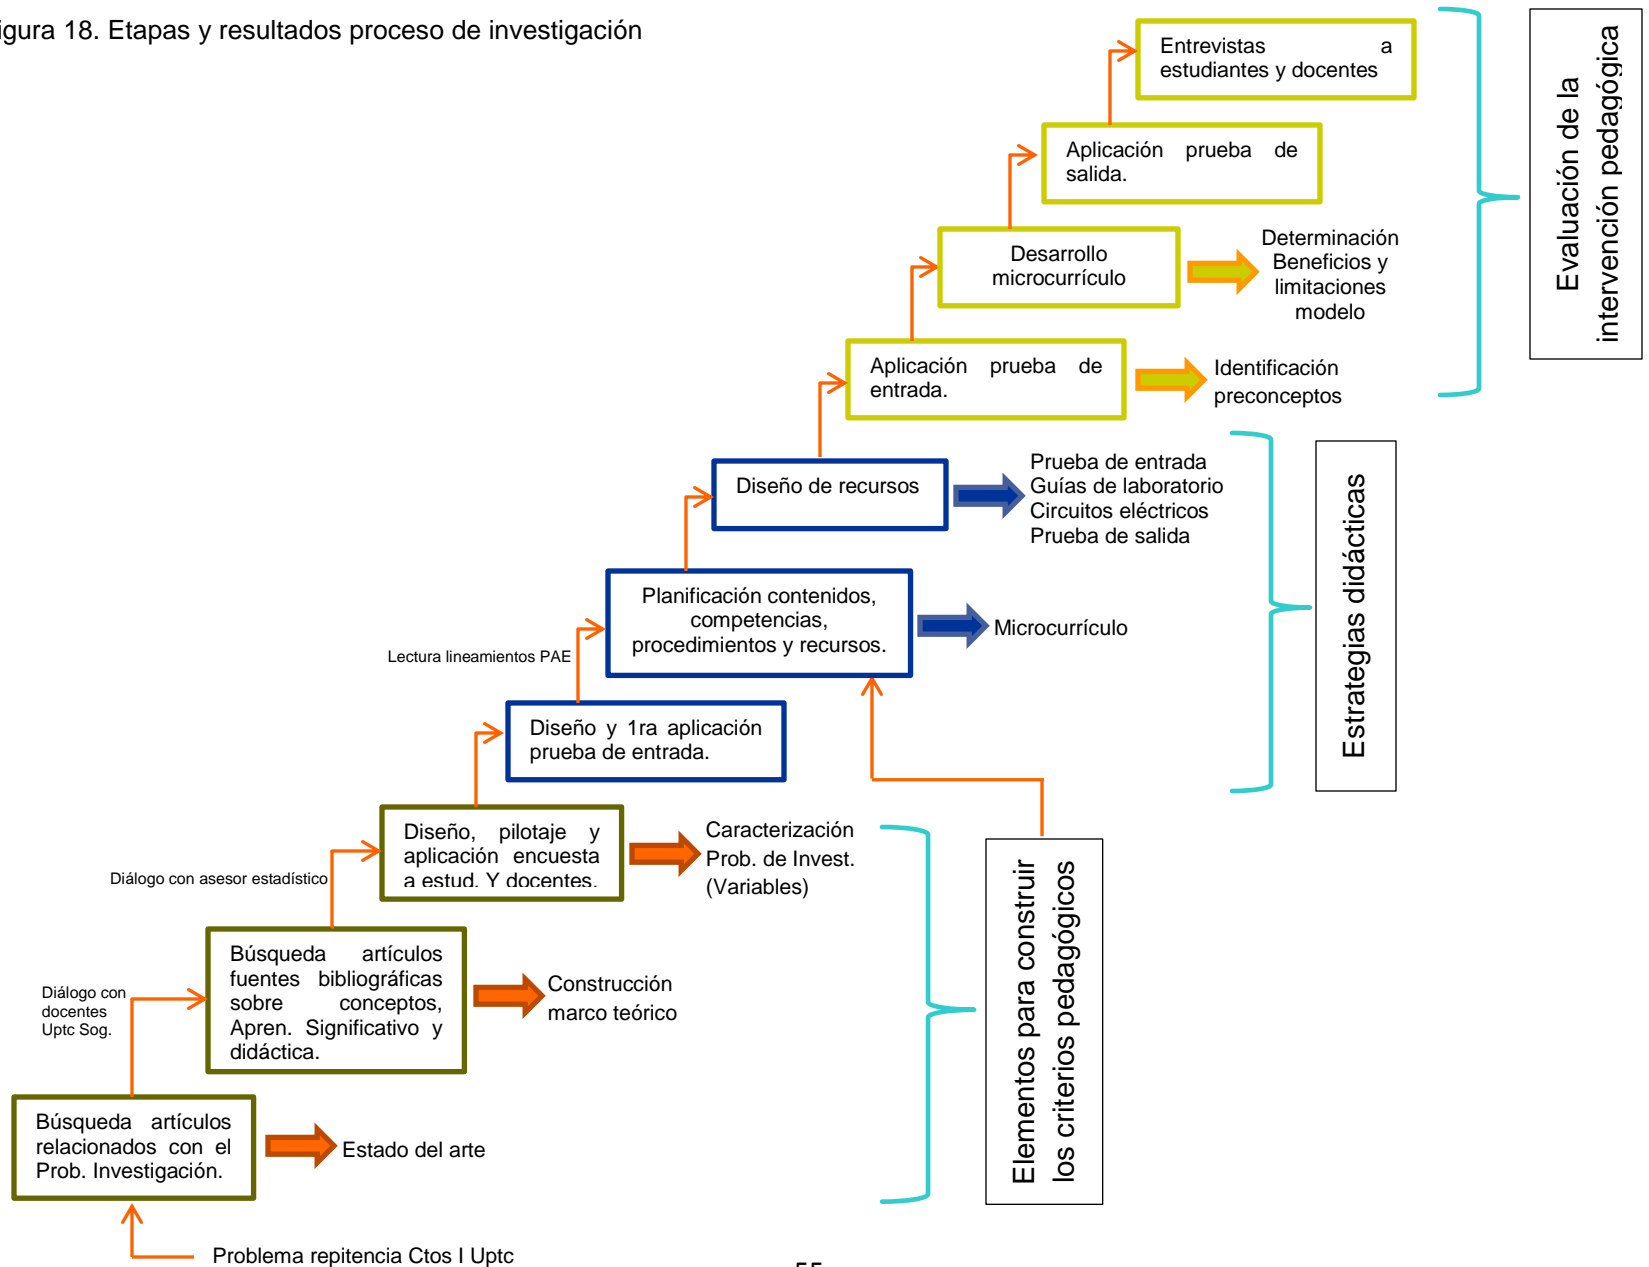 igura 18. Etapas y resultados proceso de investigación
Entrevistas a
estudiantes y docentes
Aplicación prueba de
salida.
Desarrollo
microcurrículo
Determinación
Beneficios y
limitaciones
modelo
Aplicación prueba de
entrada.
Identificación
preconceptos
Evaluación de la
intervención pedagógica
Diseño de recursos
Prueba de entrada
Guías de laboratorio
Circuitos eléctricos
Prueba de salida
Planificación contenidos,
competencias,
procedimientos y recursos.
Microcurrículo
Lectura lineamientos PAE
Diseño y 1ra aplicación
prueba de entrada.
Estrategias didácticas
Diseño, pilotaje y
aplicación encuesta
a estud. Y docentes.
Caracterización
Prob. de Invest.
(Variables)
Diálogo con asesor estadístico
Búsqueda artículos
fuentes bibliográficas
sobre conceptos,
Apren. Significativo y
didáctica.
Construcción
marco teórico
Diálogo con
docentes
Uptc Sog.
Búsqueda artículos
relacionados con el
Prob. Investigación.
Estado del arte
Elementos para construir
los criterios pedagógicos
Problema repitencia Ctos I Uptc
55